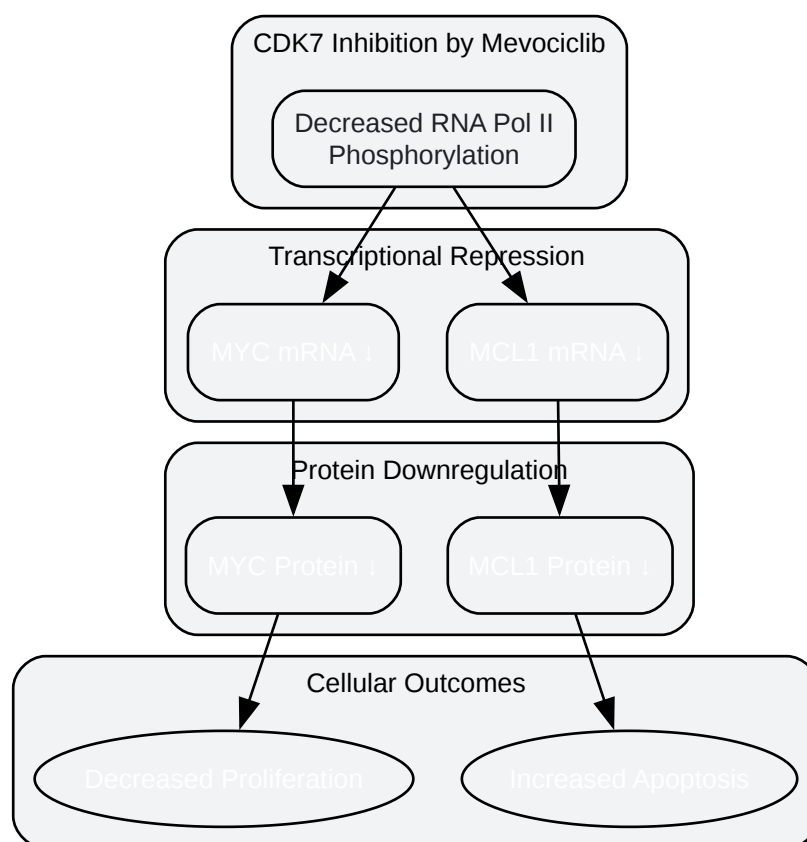 CDK7 Inhibition by Mevociclib
Decreased RNA Pol II
Phosphorylation
Transcriptional Repression
MYC mRNA ↓
MCL1 mRNA ↓
Protein Downregulation
MYC Protein ↓
MCL1 Protein ↓
Cellular Outcomes
Decreased Proliferation
Increased Apoptosis